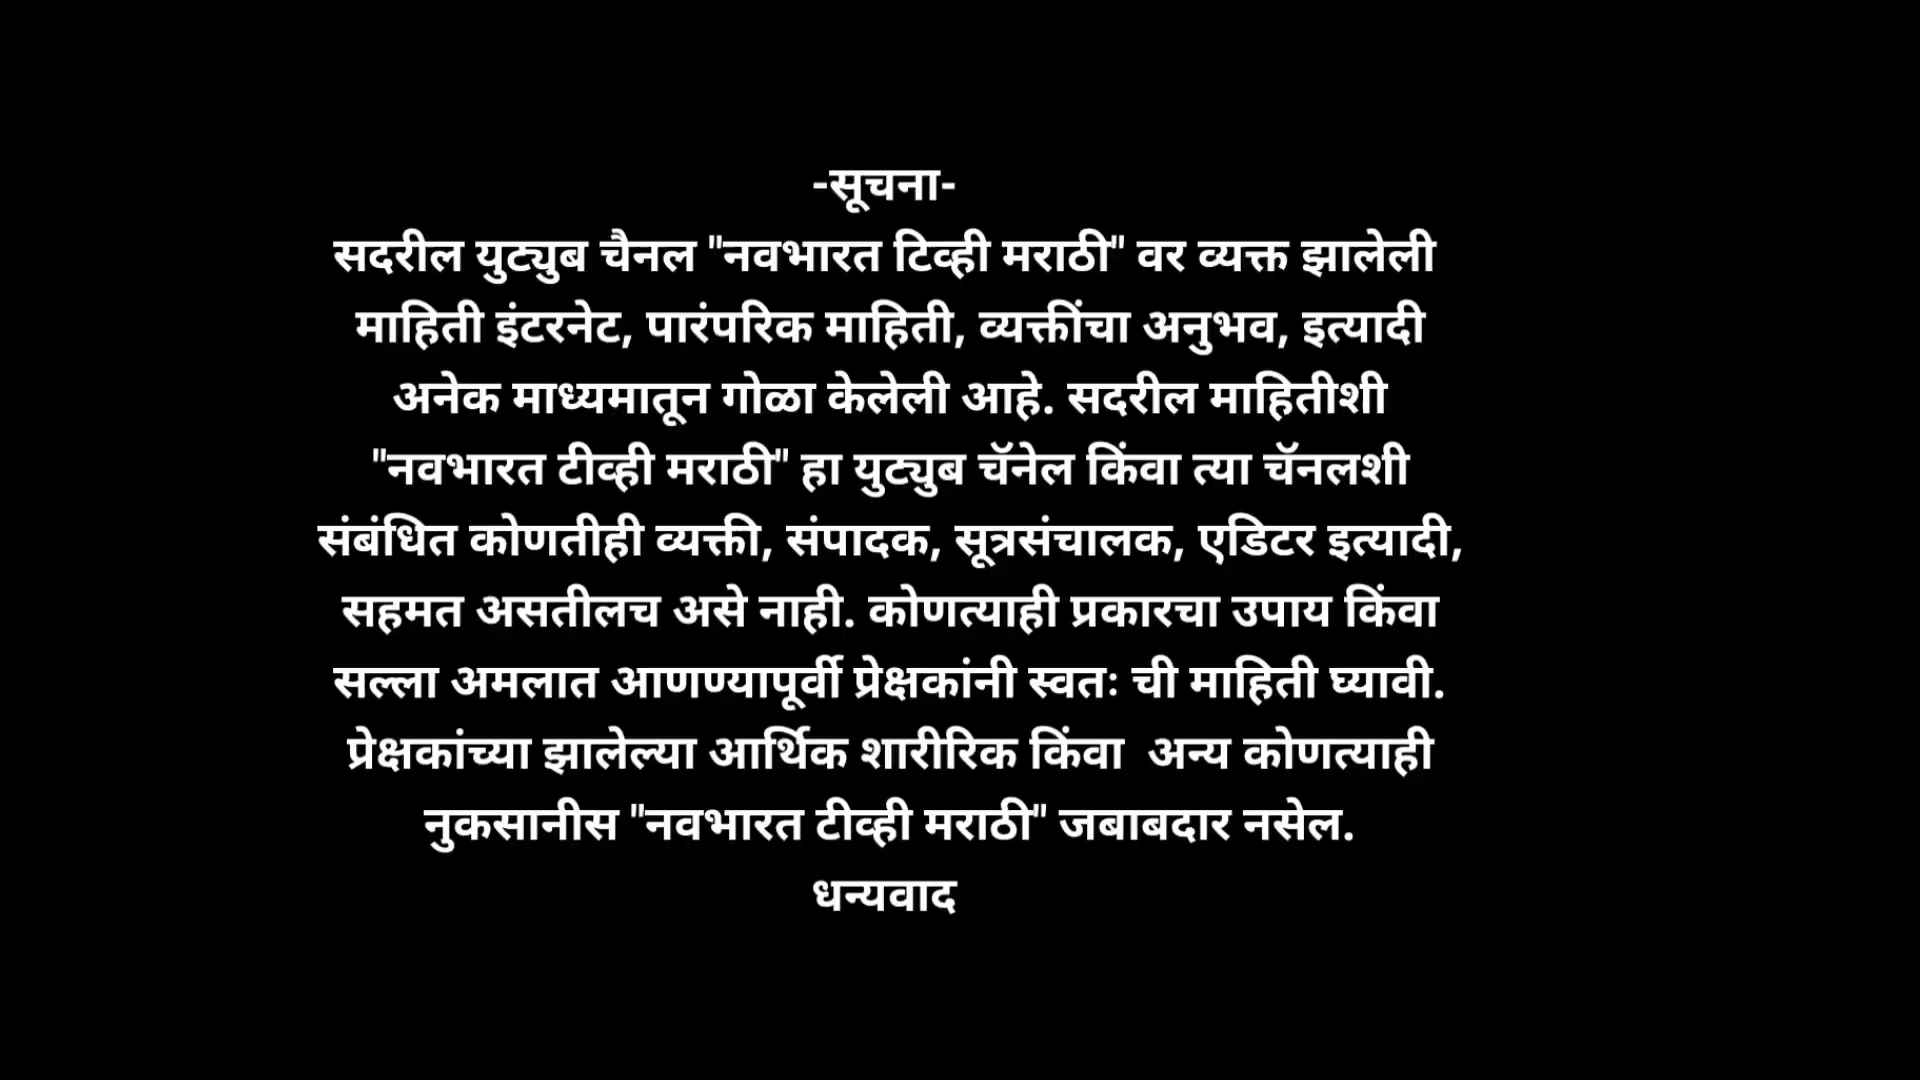 -सूचना-
सदरील युट्युब चैनल "नवभारत टिव्ही मराठी" वर व्यक्त झालेली
माहिती इंटरनेट, पारंपरिक माहिती, व्यक्तींचा अनुभव, इत्यादी
अनेक माध्यमातून गोळा केलेली आहे. सदरील माहितीशी
"नवभारत टीव्ही मराठी" हा युट्युब चॅनेल किंवा त्या चॅनलशी
संबंधित कोणतीही व्यक्ती, संपादक, सूत्रसंचालक, एडिटर इत्यादी,
सहमत असतीलच असे नाही. कोणत्याही प्रकारचा उपाय किंवा
सल्ला अमलात आणण्यापूर्वी प्रेक्षकांनी स्वतः ची माहिती घ्यावी.
प्रेक्षकांच्या झालेल्या आर्थिक शारीरिक किंवा  अन्य कोणत्याही
नुकसानीस "नवभारत टीव्ही मराठी" जबाबदार नसेल.
धन्यवाद